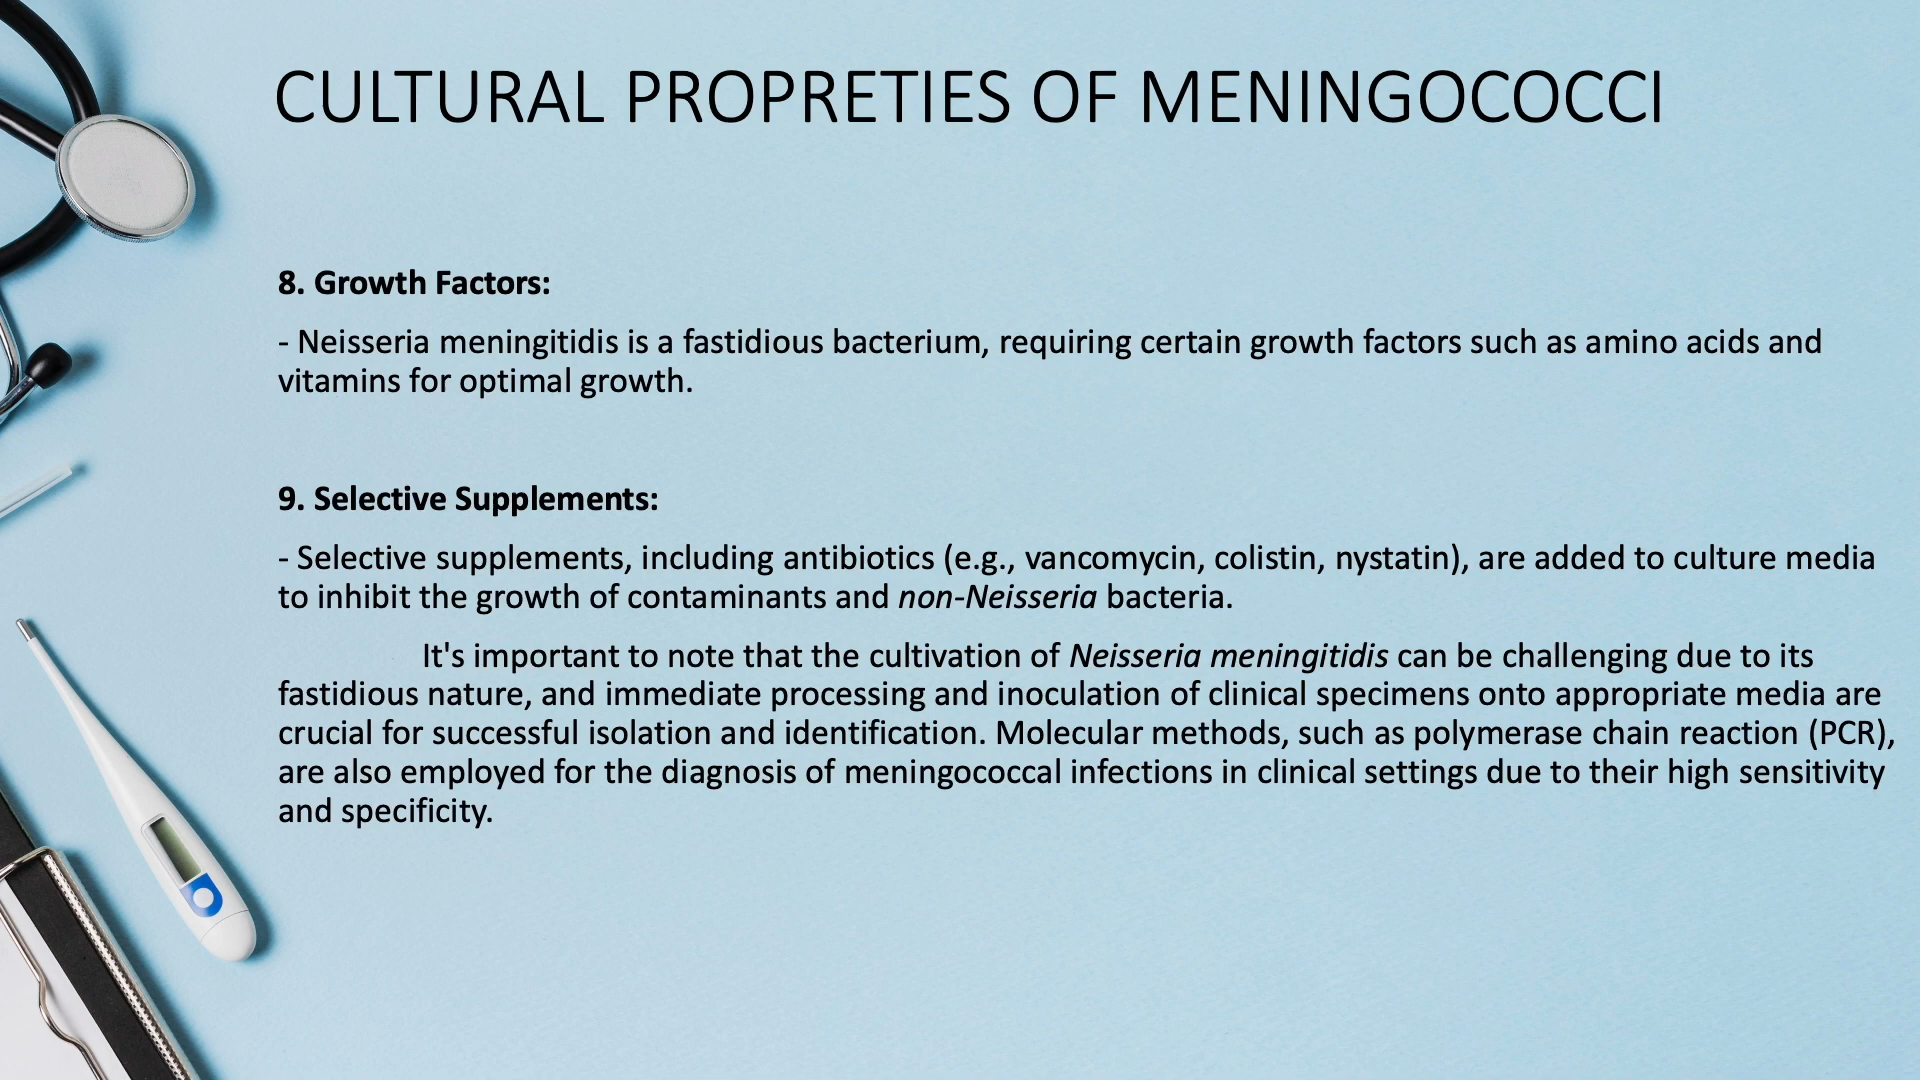 CULTURAL PROPRETIES OF MENINGOCOCCI
8. Growth Factors:
- Neisseria meningitidis is a fastidious bacterium, requiring certain growth factors such as amino acids and
vitamins for optimal growth.
9. Selective Supplements:
- Selective supplements, including antibiotics (e.g., vancomycin, colistin, nystatin), are added to culture media
to inhibit the growth of contaminants and non-Neisseria bacteria.
It's important to note that the cultivation of Neisseria meningitidis can be challenging due to its
fastidious nature, and immediate processing and inoculation of clinical specimens onto appropriate media are
crucial for successful isolation and identification. Molecular methods, such as polymerase chain reaction (PCR),
are also employed for the diagnosis of meningococcal infections in clinical settings due to their high sensitivity
and specificity.